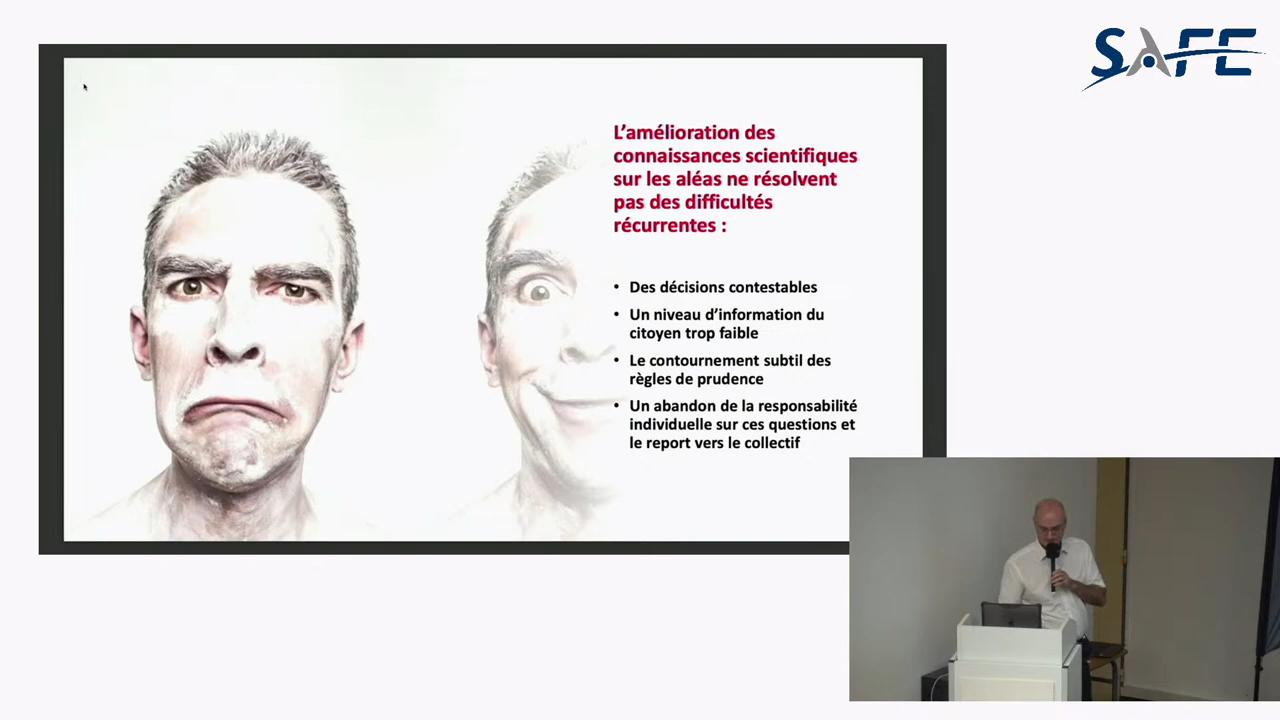 SAFE
L'amélioration des
connaissances scientifiques
sur les aléas ne résolvent
pas des difficultés
récurrentes :
• Des décisions contestables
• Un niveau d'information du
citoyen trop faible
• Le contournement subtil des
règles de prudence
• Un abandon de la responsabilité
individuelle sur ces questions et
le report vers le collectif